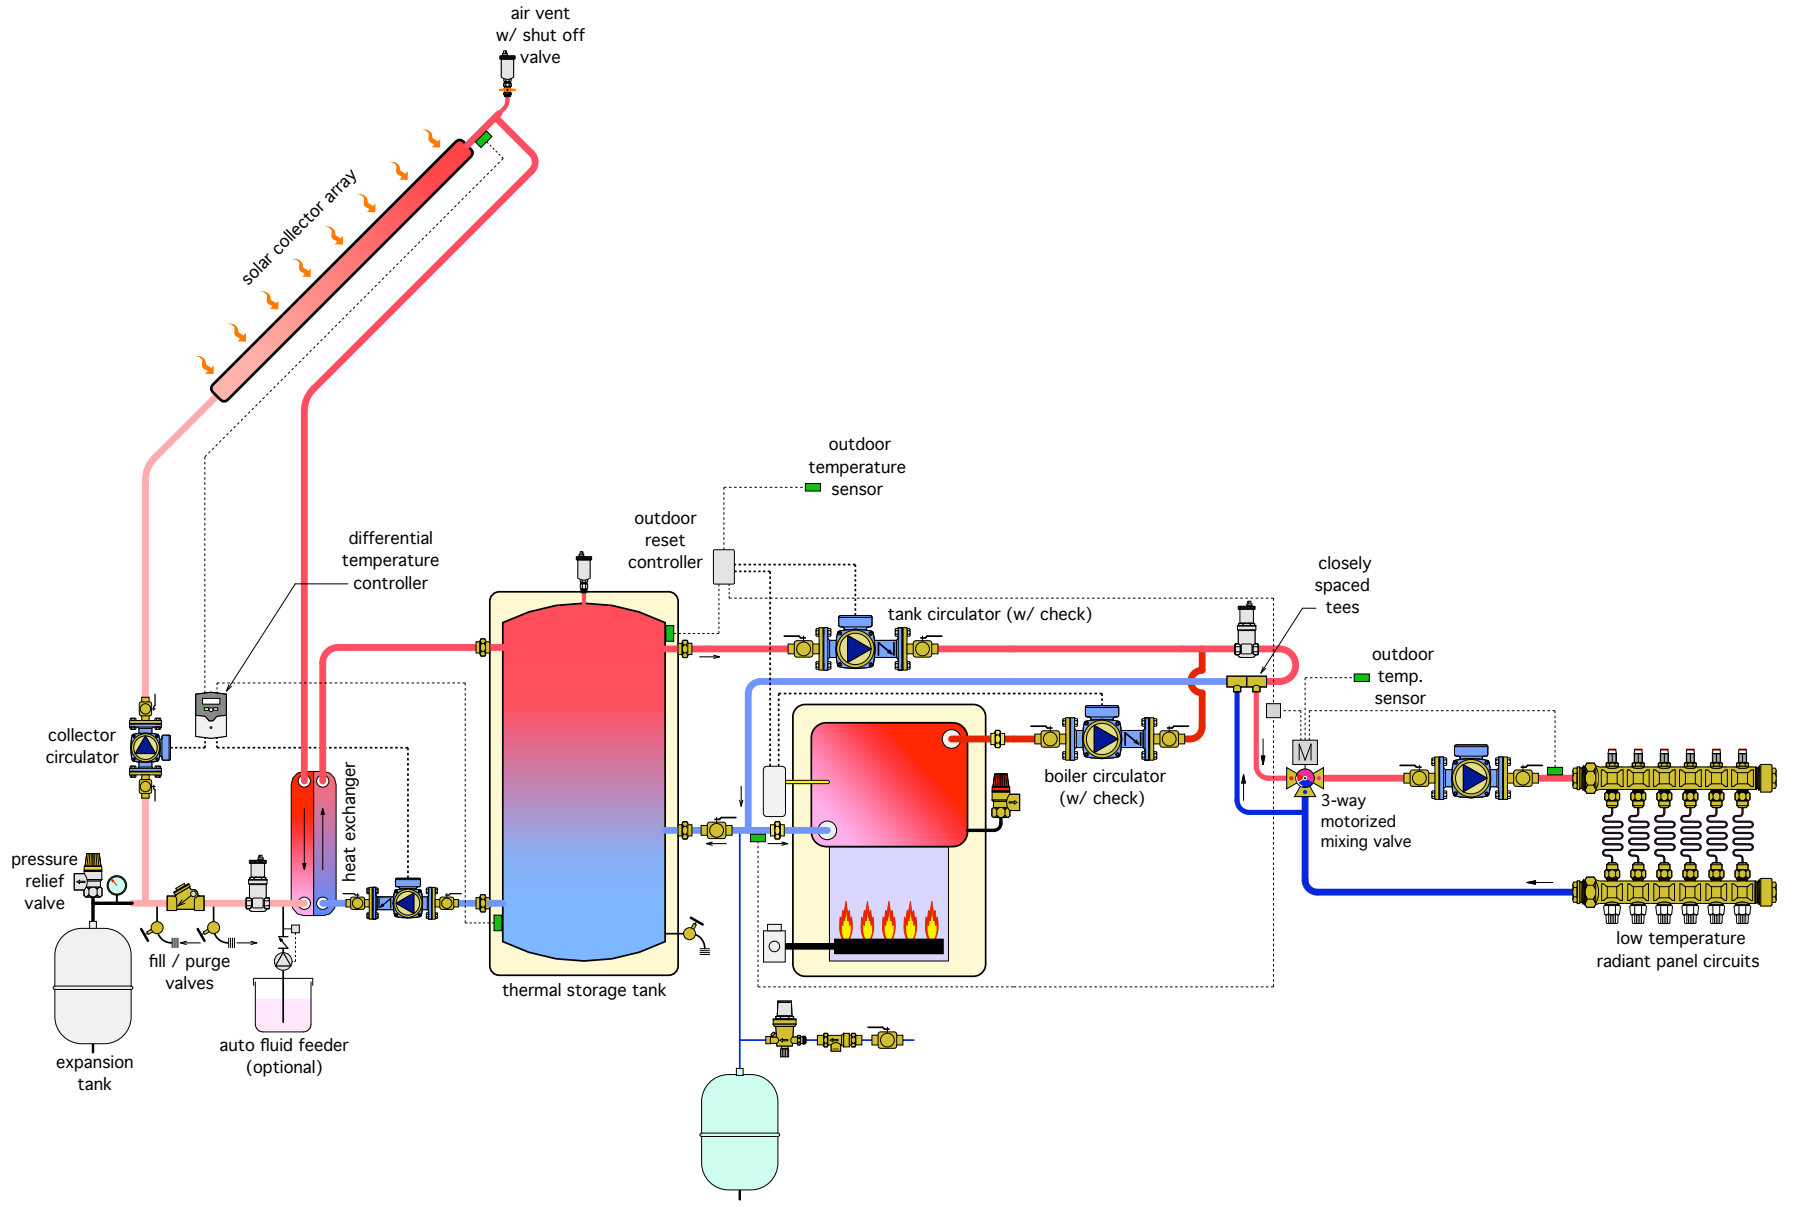 air vent
w/ shut off
valve
solar collector array
outdoor
temperature
sensor
outdoor
reset
controller
differential
temperature
controller
closely
spaced
tees
tank circulator (w/ check)
outdoor
temp.
sensor
collector
circulator
heat exchanger
M
boiler circulator
(w/ check)
3-way
motorized
mixing valve
pressure
relief
valve
fill / purge
valves
thermal storage tank
low temperature
radiant panel circuits
auto fluid feeder
(optional)
expansion
tank